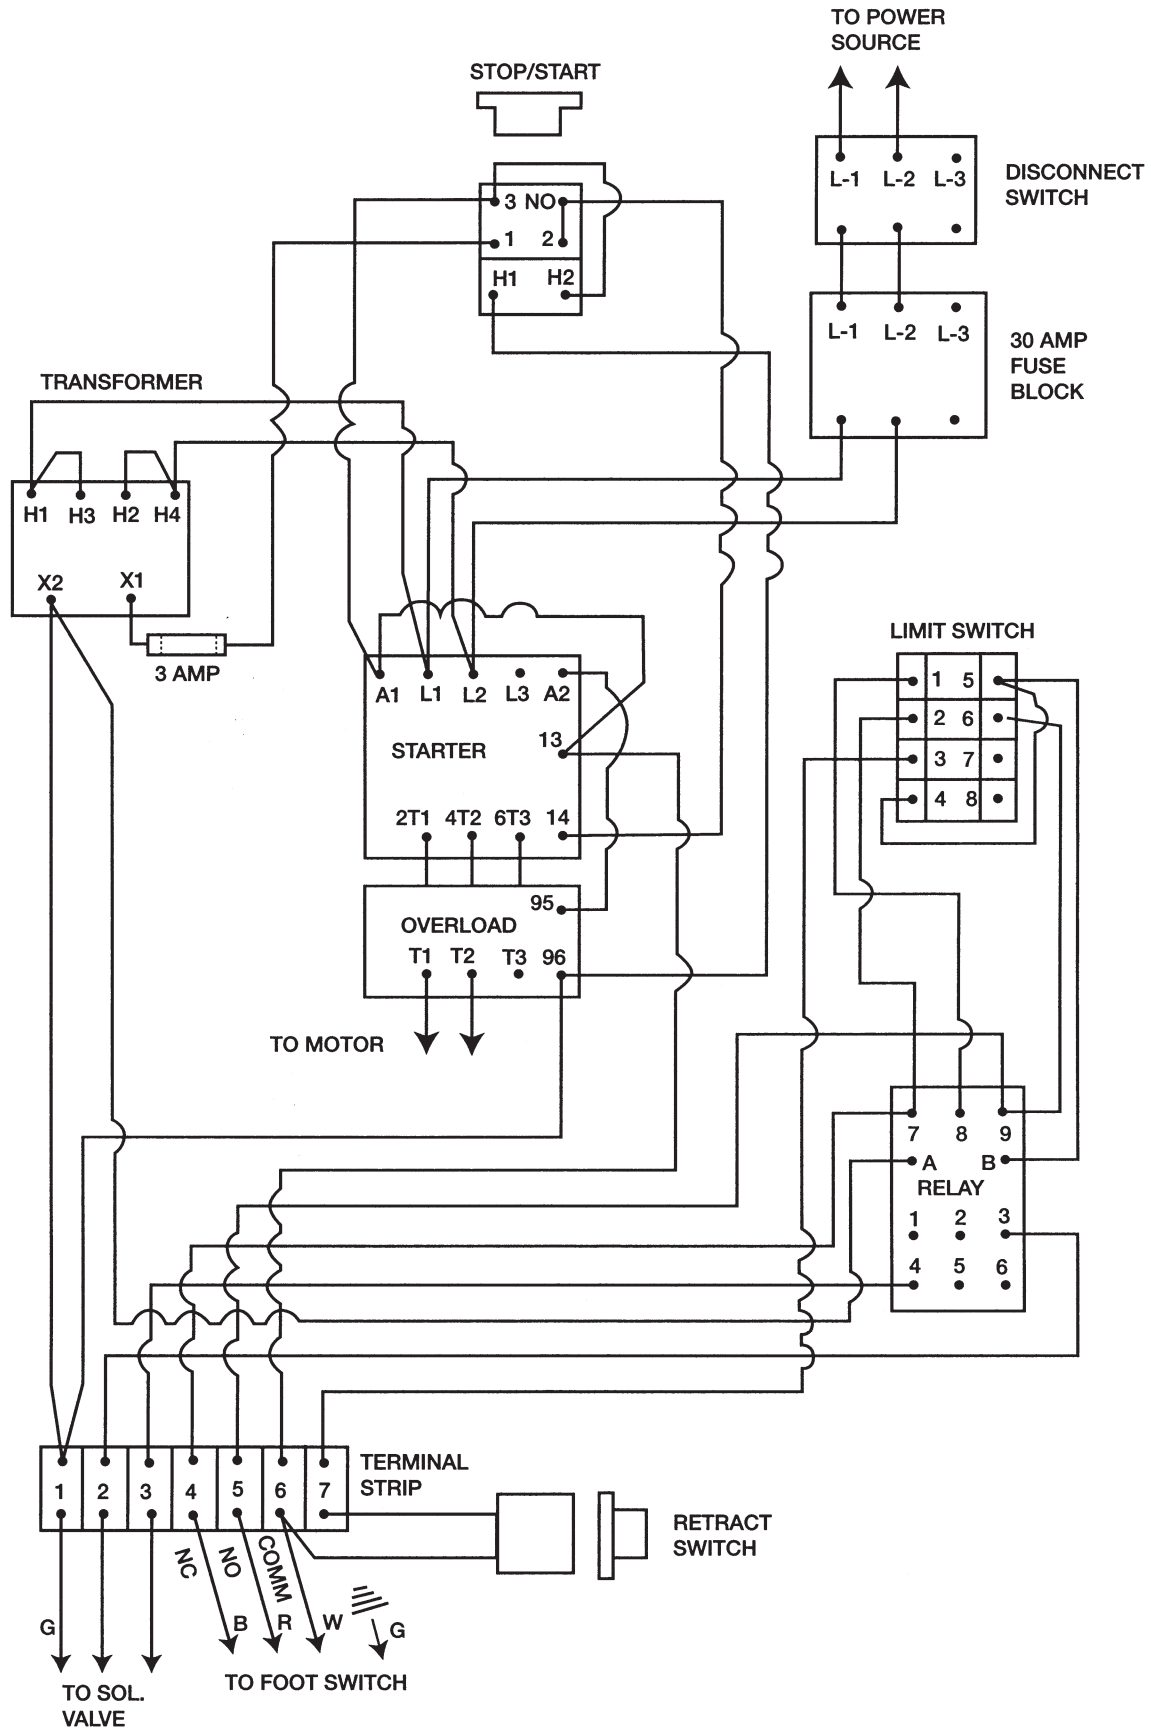 TO POWER
SOURCE
STOP/START
L-1 L-2 L-3
DISCONNECT
SWITCH
3 NO
1 2
H1 H2
L-1 L-2 L-3
30 AMP
FUSE
BLOCK
TRANSFORMER
H1 H3 H2 H4
X2 X1
3 AMP
LIMIT SWITCH
1 5
2 6
3 7
4 8
A1 L1 L2 L3 A2
13
STARTER
2T1 4T2 6T3 14
95
OVERLOAD
T1 T2 T3 96
TO MOTOR
7 8 9
A B
RELAY
1 2 3
4 5 6
TERMINAL
STRIP
1 2 3 4 5 6 7
RETRACT
SWITCH
NC NO COMM
G B R W G
TO FOOT SWITCH
TO SOL.
VALVE